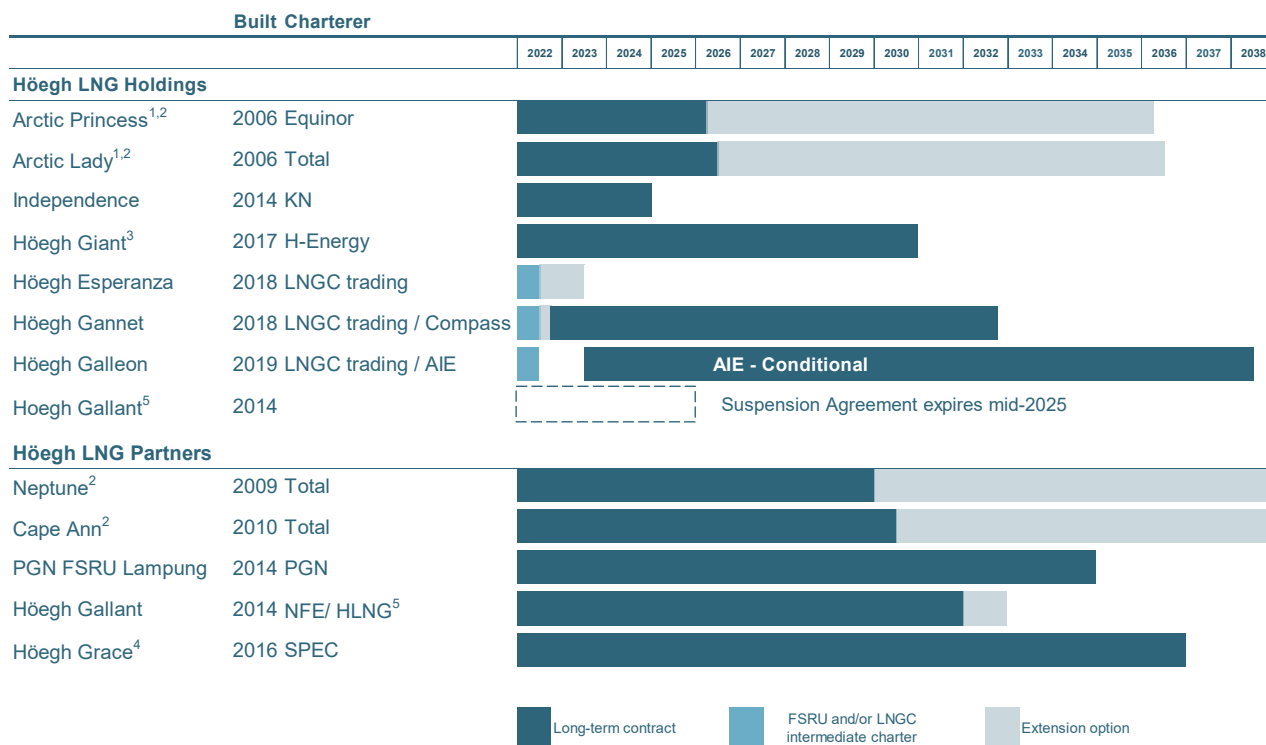 Built Charterer
2022 2023 2024 2025 2026 2027 2028 2029 2030 2031 2032 2033 2034 2035 2036 2037 2038
Höegh LNG Holdings
Arctic Princess1,2 2006 Equinor
Arctic Lady1,2 2006 Total
Independence 2014 KN
Höegh Giant3 2017 H-Energy
Höegh Esperanza 2018 LNGC trading
Höegh Gannet 2018 LNGC trading / Compass
Höegh Galleon 2019 LNGC trading / AIE AIE - Conditional
Hoegh Gallant5 2014 Suspension Agreement expires mid-2025
Höegh LNG Partners
Neptune2 2009 Total
Cape Ann2 2010 Total
PGN FSRU Lampung 2014 PGN
Höegh Gallant 2014 NFE/ HLNG5
Höegh Grace4 2016 SPEC
Long-term contract
FSRU and/or LNGC
intermediate charter
Extension option